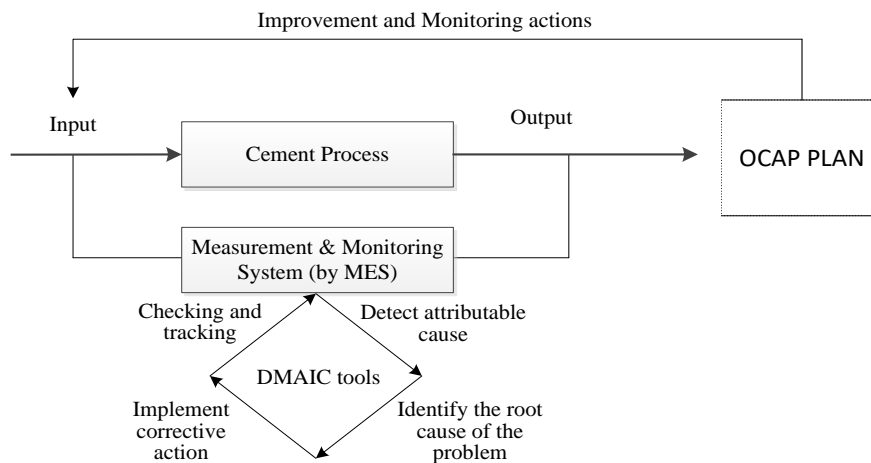 Improvement and Monitoring actions
Input
Output
Cement Process
OCAP PLAN
Measurement & Monitoring
System (by MES)
Checking and
tracking
Detect attributable
cause
DMAIC tools
Implement
corrective
action
Identify the root
cause of the
problem